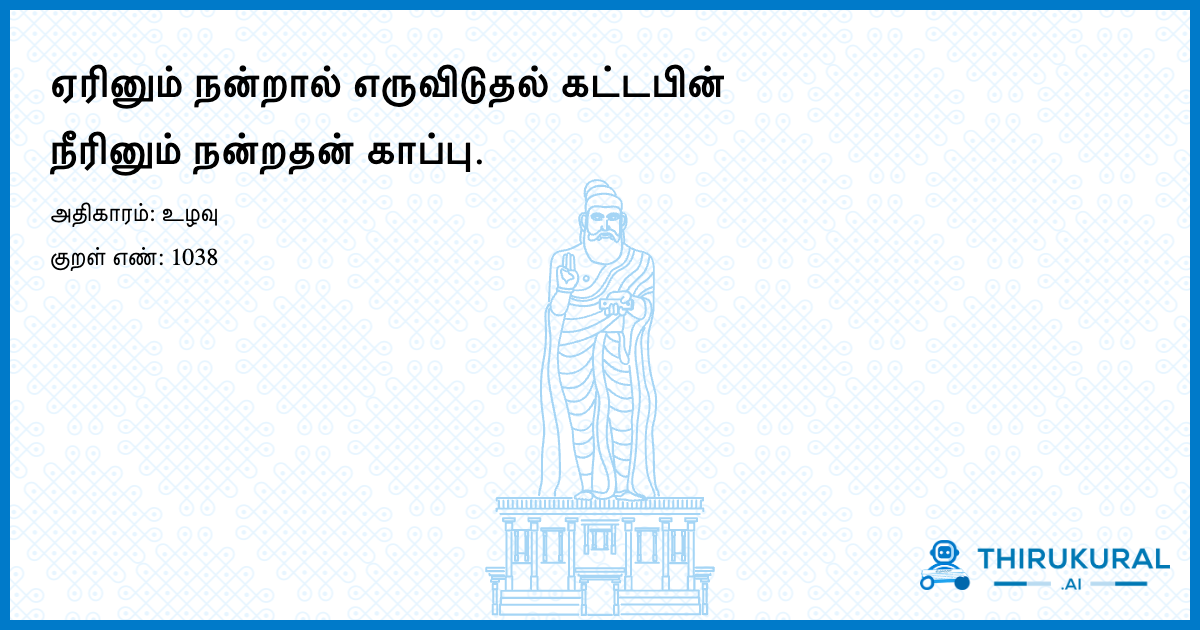 ஏரினும் நன்றால் எருவிடுதல் கட்டபின்
நீரினும் நன்றதன் காப்பு.
அதிகாரம்: உழவு
குறள் எண்: 1038
THIRUKURAL
.AI